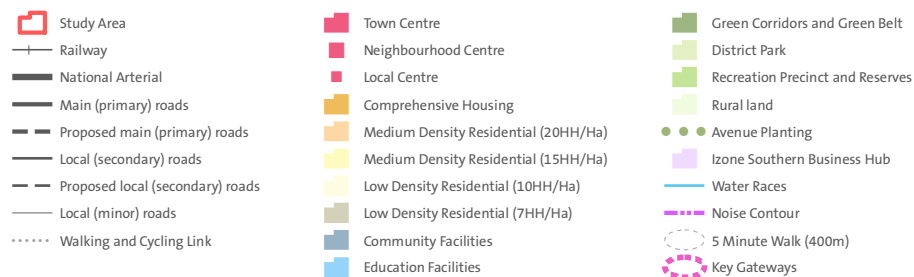 Study Area
Railway
National Arterial
Main (primary) roads
Proposed main (primary) roads
Local (secondary) roads
Proposed local (secondary) roads
Local (minor) roads
Walking and Cycling Link
Town Centre
Neighbourhood Centre
Local Centre
Comprehensive Housing
Medium Density Residential (20HH/Ha)
Medium Density Residential (15HH/Ha)
Low Density Residential (10HH/Ha)
Low Density Residential (7HH/Ha)
Community Facilities
Education Facilities
Green Corridors and Green Belt
District Park
Recreation Precinct and Reserves
Rural land
Avenue Planting
Izone Southern Business Hub
Water Races
Noise Contour
5 Minute Walk (400m)
Key Gateways